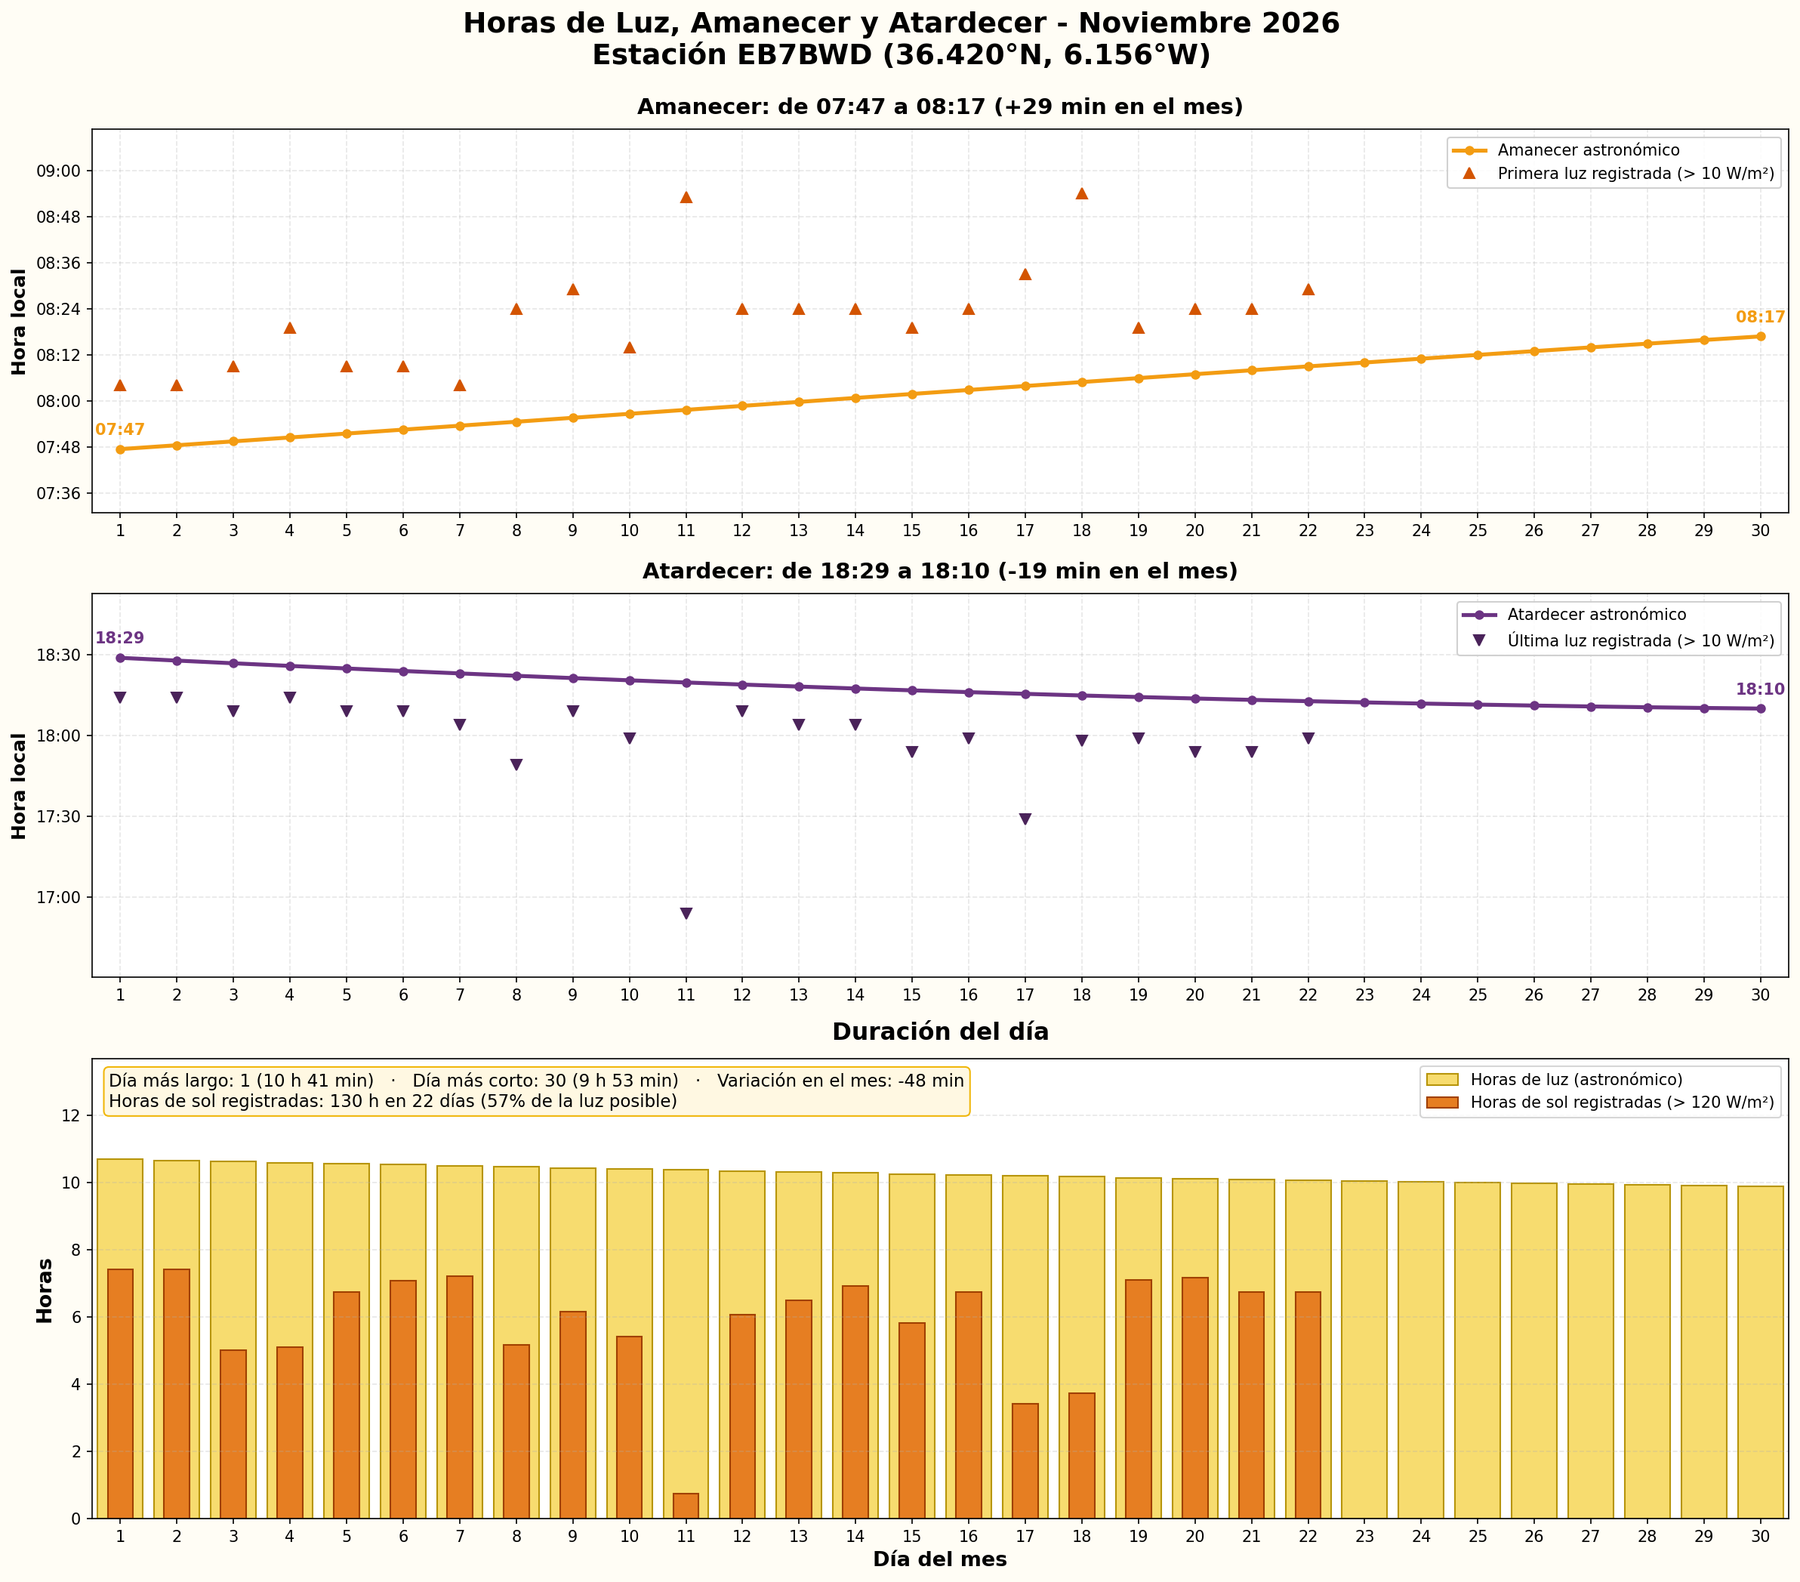 Horas de Luz, Amanecer y Atardecer - Noviembre 2026
Estación EB7BWD (36.420°N, 6.156°W)
Amanecer: de 07:47 a 08:17 (+29 min en el mes)
Hora local
09:00
08:48
08:36
08:24
08:12
08:00
07:48
07:36
Amanecer astronómico
Primera luz registrada (> 10 W/m²)
07:47
08:17
1 2 3 4 5 6 7 8 9 10 11 12 13 14 15 16 17 18 19 20 21 22 23 24 25 26 27 28 29 30
Atardecer: de 18:29 a 18:10 (-19 min en el mes)
Hora local
18:30
18:00
17:30
17:00
Atardecer astronómico
Última luz registrada (> 10 W/m²)
18:29
18:10
1 2 3 4 5 6 7 8 9 10 11 12 13 14 15 16 17 18 19 20 21 22 23 24 25 26 27 28 29 30
Duración del día
Horas
12
10
8
6
4
2
0
Día más largo: 1 (10 h 41 min) · Día más corto: 30 (9 h 53 min) · Variación en el mes: -48 min
Horas de sol registradas: 130 h en 22 días (57% de la luz posible)
Horas de luz (astronómico)
Horas de sol registradas (> 120 W/m²)
1 2 3 4 5 6 7 8 9 10 11 12 13 14 15 16 17 18 19 20 21 22 23 24 25 26 27 28 29 30
Día del mes